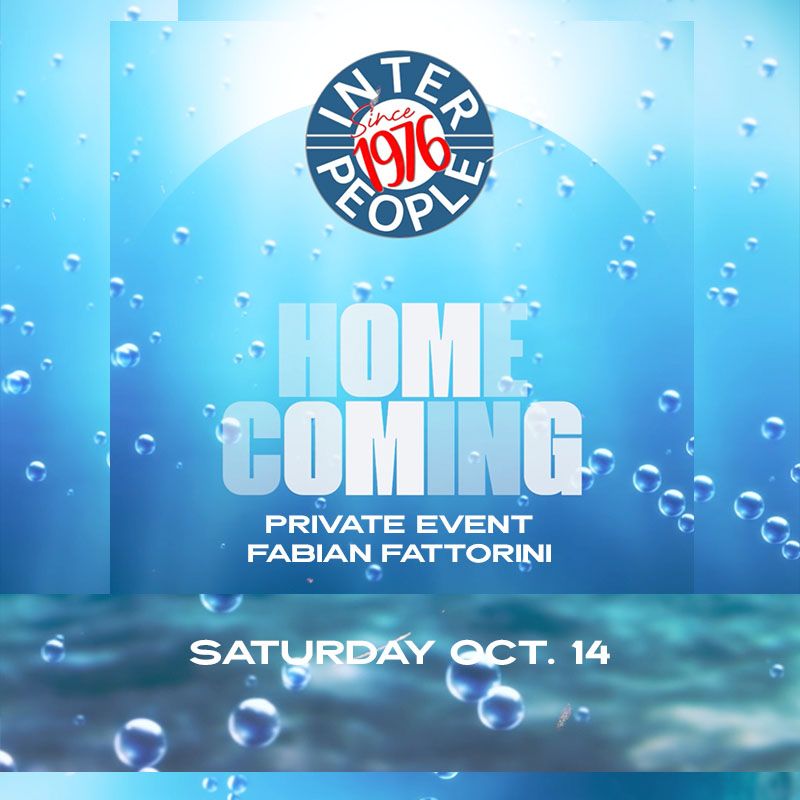 INTER
Since
1976
PEOPLE
HOME
COMING
PRIVATE EVENT
FABIAN FATTORINI
SATURDAY OCT. 14